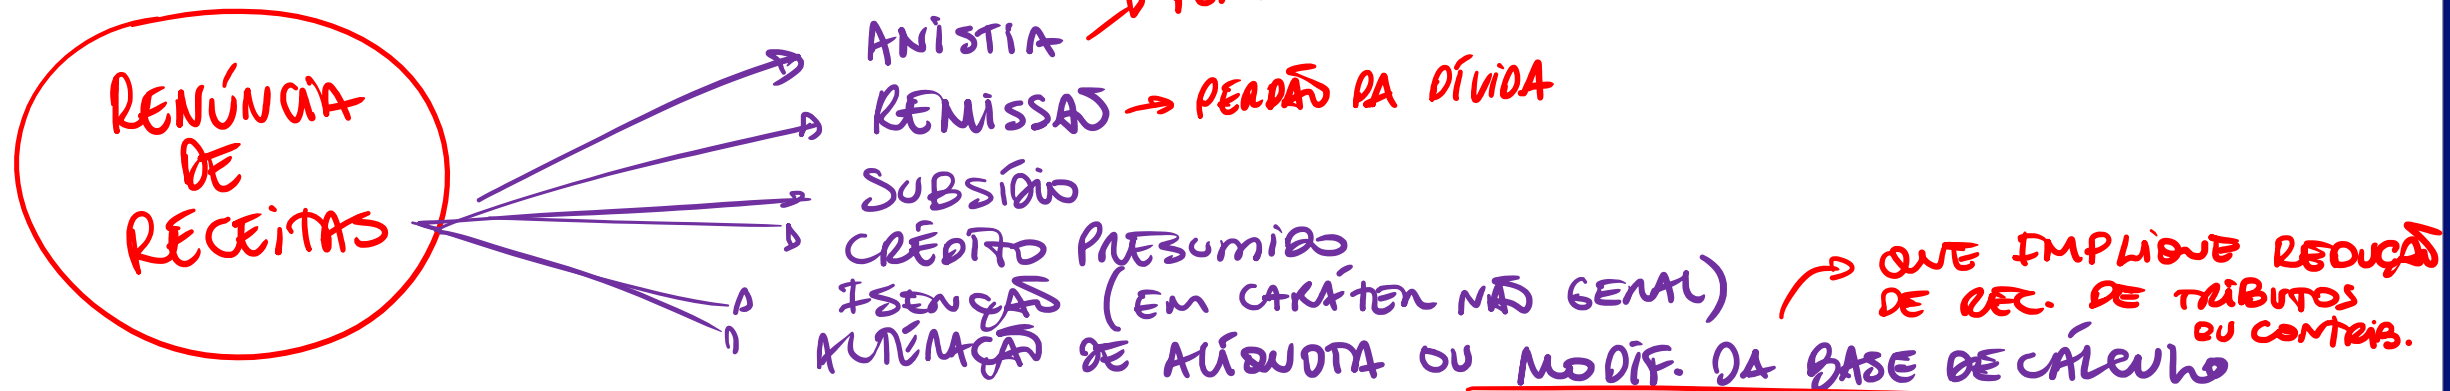 RENÚNCIA
DE
RECEITAS
ANISTIA
REMISSÃO → PERDÃO DA DÍVIDA
SUBSÍDIO
CRÉDITO PRESUMIDO
ISENÇÃO (EM CARÁTER NÃO GERAL)
ALTERAÇÃO DE ALÍQUOTA OU MODIF. DA BASE DE CÁLCULO
QUE IMPLIQUE REDUÇÃO
DE REC. DE TRIBUTOS
OU CONTRIB.